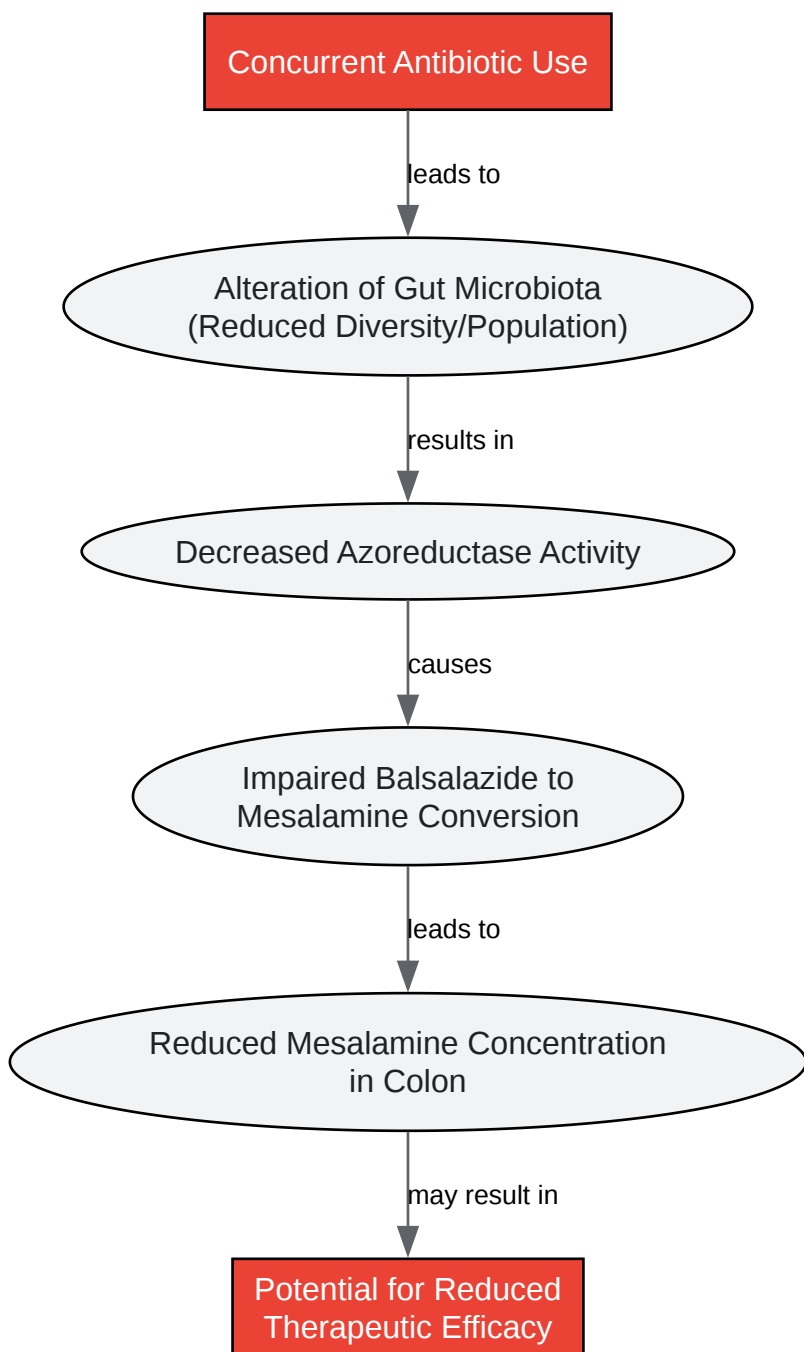 Concurrent Antibiotic Use
leads to
Alteration of Gut Microbiota
(Reduced Diversity/Population)
results in
Decreased Azoreductase Activity
causes
Impaired Balsalazide to
Mesalamine Conversion
leads to
Reduced Mesalamine Concentration
in Colon
may result in
Potential for Reduced
Therapeutic Efficacy